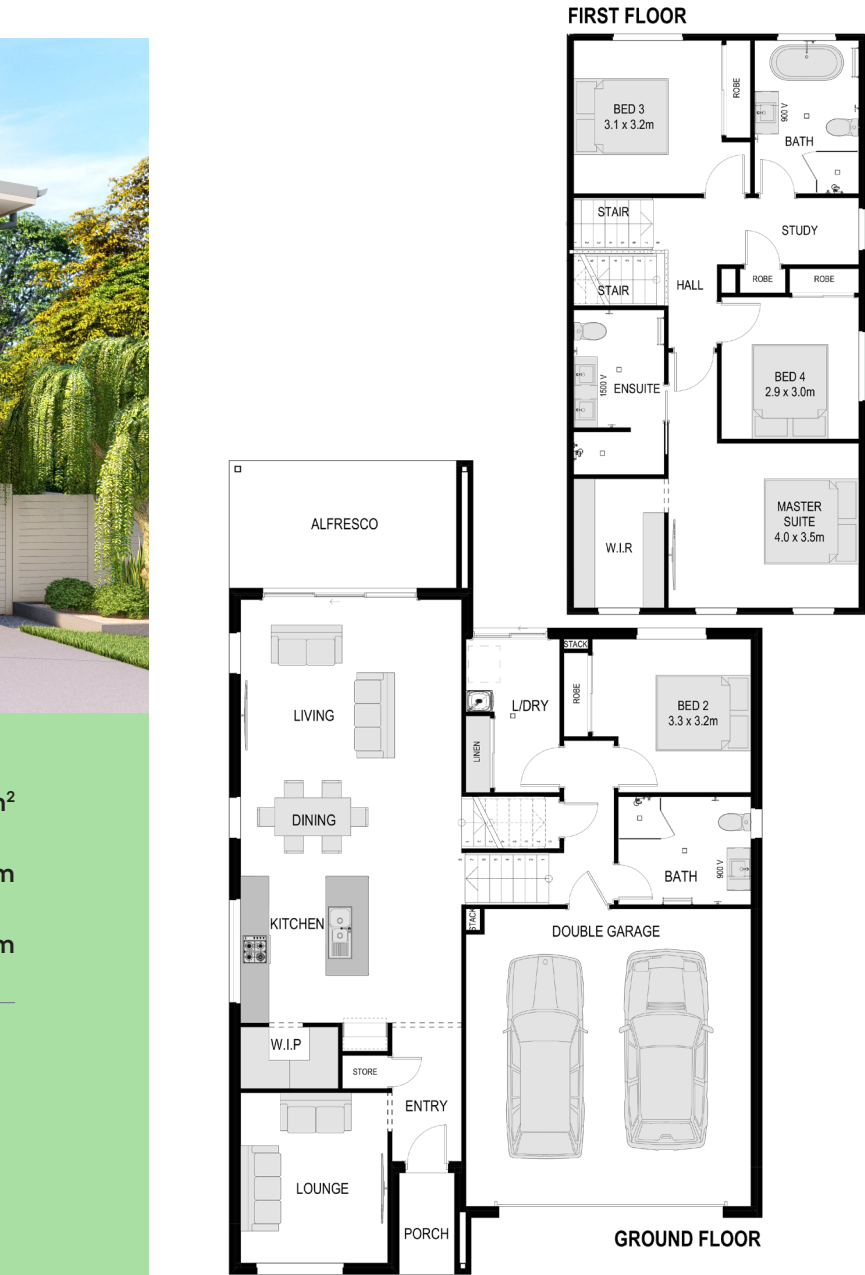 FIRST FLOOR
BED 3
3.1 x 3.2m
ROBE
900 V
BATH
STAIR
STUDY
STAIR
HALL
ROBE
ROBE
1500 V
ENSUITE
BED 4
2.9 x 3.0m
MASTER
SUITE
4.0 x 3.5m
W.I.R
ALFRESCO
STACK
ROBE
L/DRY
BED 2
3.3 x 3.2m
LIVING
LINEN
DINING
BATH
900 V
KITCHEN
STACK
DOUBLE GARAGE
W.I.P
STORE
ENTRY
LOUNGE
PORCH
GROUND FLOOR
m²
m
m